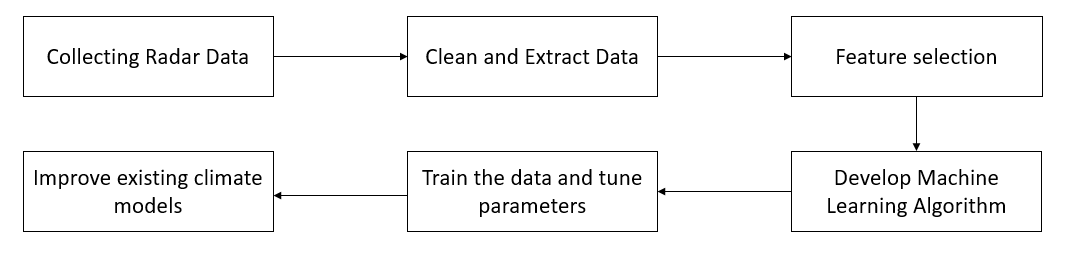 Collecting Radar Data
Clean and Extract Data
Feature selection
Develop Machine
Learning Algorithm
Train the data and tune
parameters
Improve existing climate
models